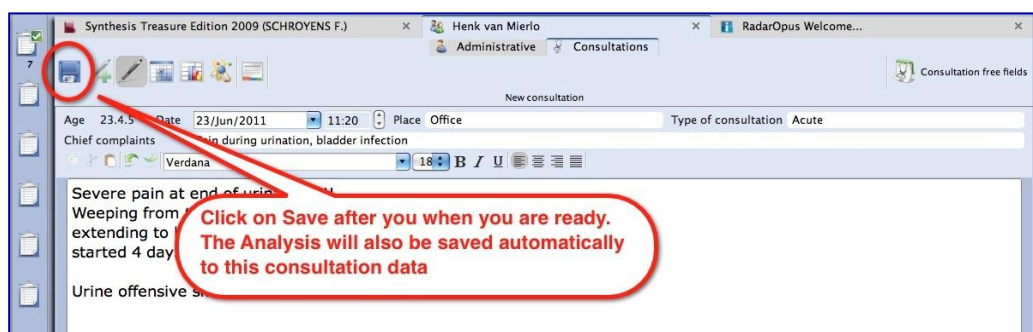 Synthesis Treasure Edition 2009 (SCHROYENS F.)
Henk van Mierlo
RadarOpus Welcome...
Administrative
Consultations
7
Consultation free fields
New consultation
Age 23.4.5 Date 23/Jun/2011 11:20 Place Office Type of consultation Acute
Chief complaints during urination, bladder infection
Verdana 18 B I U
Severe pain at end of
Weeping from
extending to
started 4
Urine offensive
Click on Save after you when you are ready.
The Analysis will also be saved automatically
to this consultation data